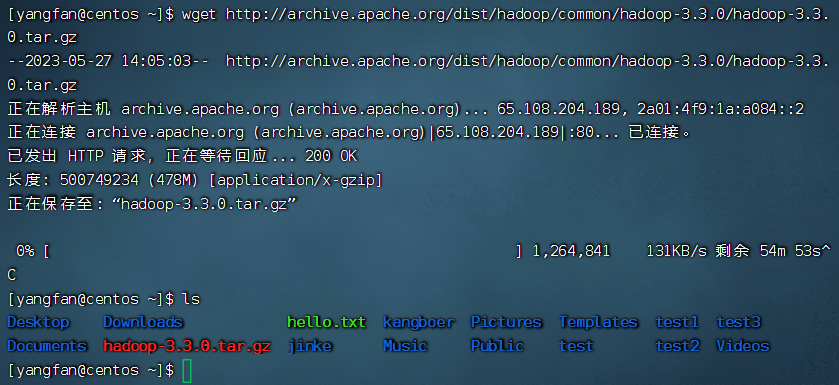 [yangfan@centos ~]$ wget http://archive.apache.org/dist/hadoop/common/hadoop-3.3.0/hadoop-3.3.
0.tar.gz
--2023-05-27 14:05:03--  http://archive.apache.org/dist/hadoop/common/hadoop-3.3.0/hadoop-3.3.
0.tar.gz
正在解析主机 archive.apache.org (archive.apache.org)... 65.108.204.189, 2a01:4f9:1a:a084::2
正在连接 archive.apache.org (archive.apache.org)|65.108.204.189|:80... 已连接。
已发出 HTTP 请求，正在等待回应... 200 OK
长度：500749234 (478M) [application/x-gzip]
正在保存至: “hadoop-3.3.0.tar.gz”
 0% [                                                           ] 1,264,841    131KB/s 剩余 54m 53s^
C
[yangfan@centos ~]$ ls
Desktop    Downloads            hello.txt  kangboer  Pictures  Templates  test1  test3
Documents  hadoop-3.3.0.tar.gz  jinke      Music     Public    test       test2  Videos
[yangfan@centos ~]$